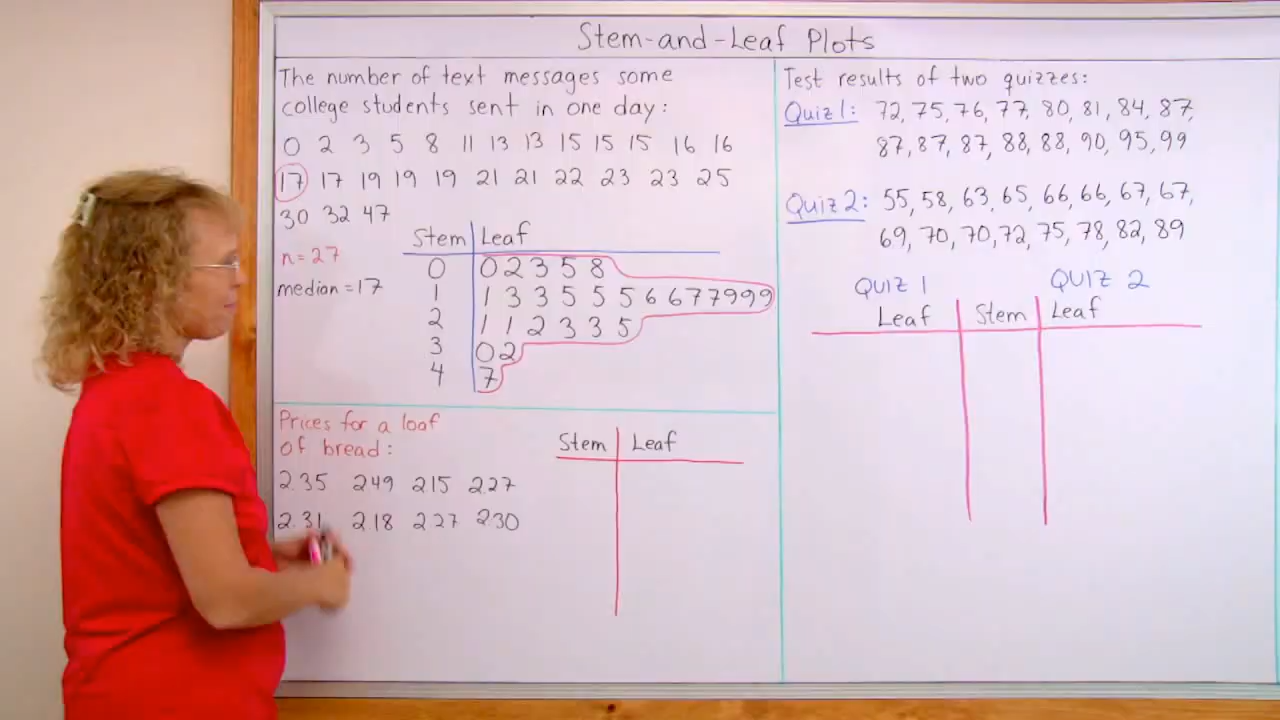 Stem-and-Leaf Plots
The number of text messages some
college students sent in one day:
0 2 3 5 8 11 13 13 15 15 15 16 16
17 17 19 19 19 21 21 22 23 23 25
30 32 47
n=27
median=17
Stem Leaf
0 0 2 3 5 8
1 1 3 3 5 5 5 6 6 7 7 9 9 9
2 1 1 2 3 3 5
3 0 2
4 7
Prices for a loaf
of bread:
2.35 2.49 2.15 2.27
2.31 2.18 2.27 2.30
Stem Leaf
Test results of two quizzes:
Quiz 1: 72, 75, 76, 77, 80, 81, 84, 87,
87, 87, 87, 88, 88, 90, 95, 99
Quiz 2: 55, 58, 63, 65, 66, 66, 67, 67,
69, 70, 70, 72, 75, 78, 82, 89
QUIZ 1 QUIZ 2
Leaf Stem Leaf